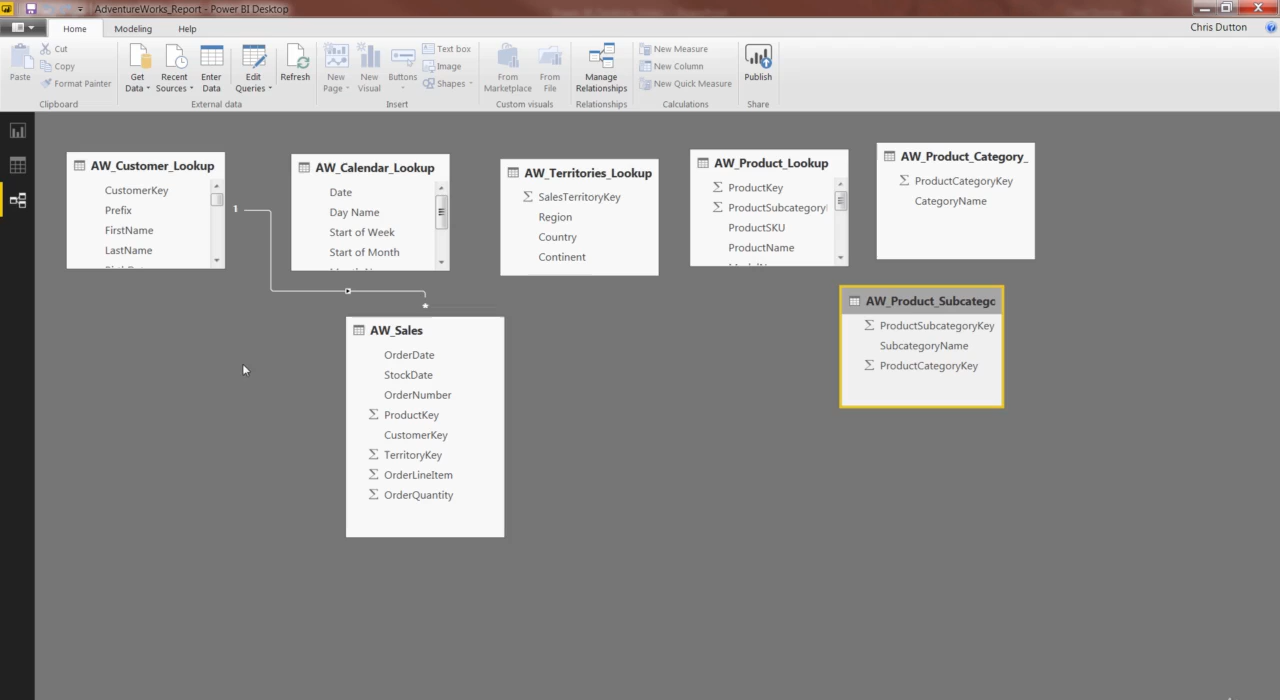 AdventureWorks_Report - Power BI Desktop
Home Modeling Help Chris Dutton
Paste
Cut
Copy
Format Painter
Clipboard
Get Data
Recent Sources
Enter Data
Edit Queries
Refresh
External data
New Page
New Visual
Buttons
Text box
Image
Shapes
Insert
From Marketplace
From File
Custom visuals
Manage Relationships
Relationships
New Measure
New Column
New Quick Measure
Calculations
Publish
Share
AW_Customer_Lookup
CustomerKey
Prefix
FirstName
LastName
1
AW_Calendar_Lookup
Date
Day Name
Start of Week
Start of Month
AW_Territories_Lookup
Σ SalesTerritoryKey
Region
Country
Continent
AW_Product_Lookup
Σ ProductKey
Σ ProductSubcategoryI
ProductSKU
ProductName
AW_Product_Category_
Σ ProductCategoryKey
CategoryName
AW_Product_Subcatego
Σ ProductSubcategoryKey
SubcategoryName
Σ ProductCategoryKey
*
AW_Sales
OrderDate
StockDate
OrderNumber
Σ ProductKey
CustomerKey
Σ TerritoryKey
Σ OrderLineItem
Σ OrderQuantity